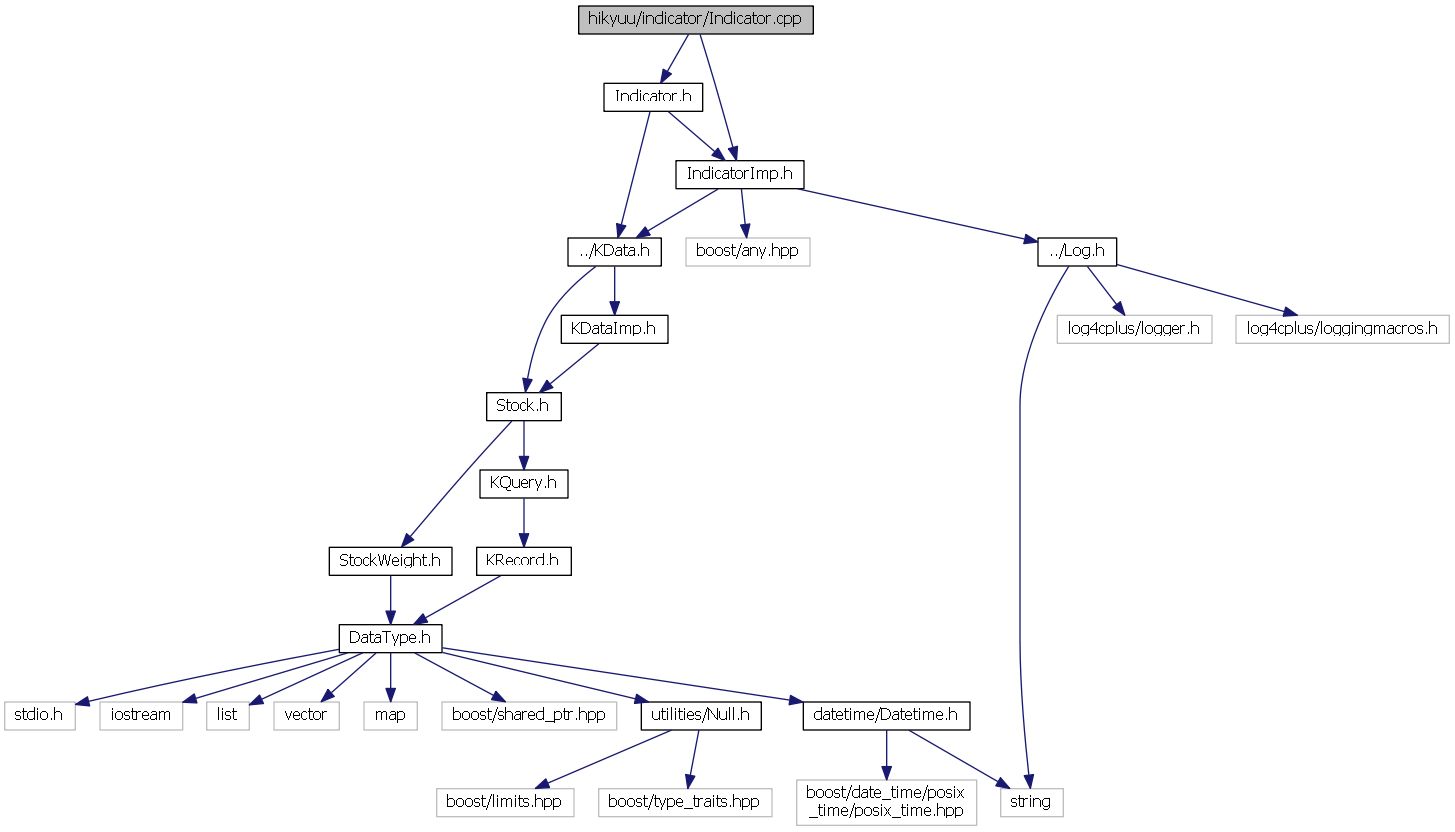 hikyuu/indicator/Indicator.cpp
Indicator.h
IndicatorImp.h
../KData.h
boost/any.hpp
../Log.h
KDataImp.h
log4cplus/logger.h
log4cplus/loggingmacros.h
Stock.h
KQuery.h
StockWeight.h
KRecord.h
DataType.h
stdio.h
iostream
list
vector
map
boost/shared_ptr.hpp
utilities/Null.h
datetime/Datetime.h
boost/limits.hpp
boost/type_traits.hpp
boost/date_time/posix
_time/posix_time.hpp
string